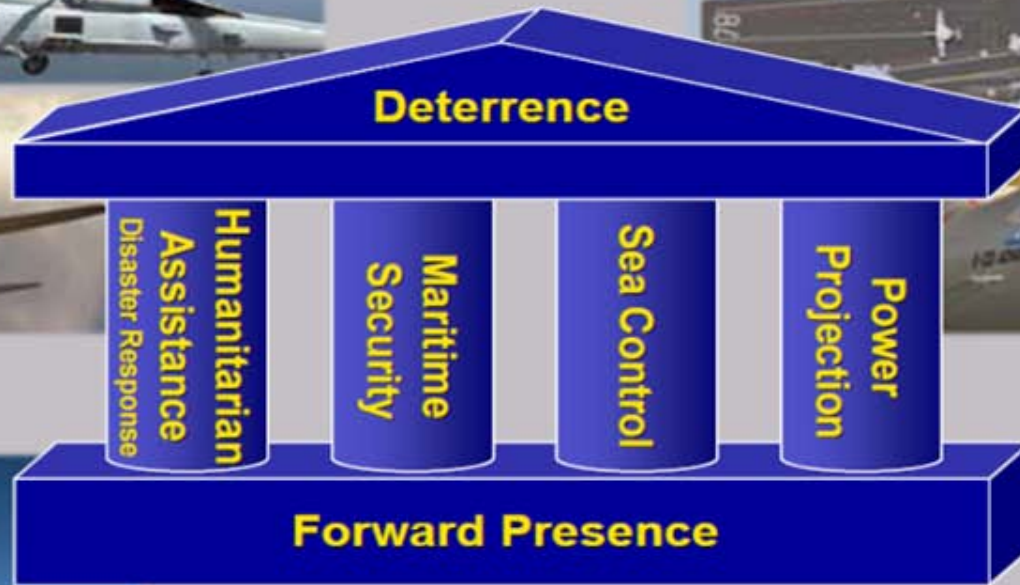 Deterrence
Humanitarian
Assistance
Disaster Response
Maritime
Security
Sea Control
Power
Projection
Forward Presence